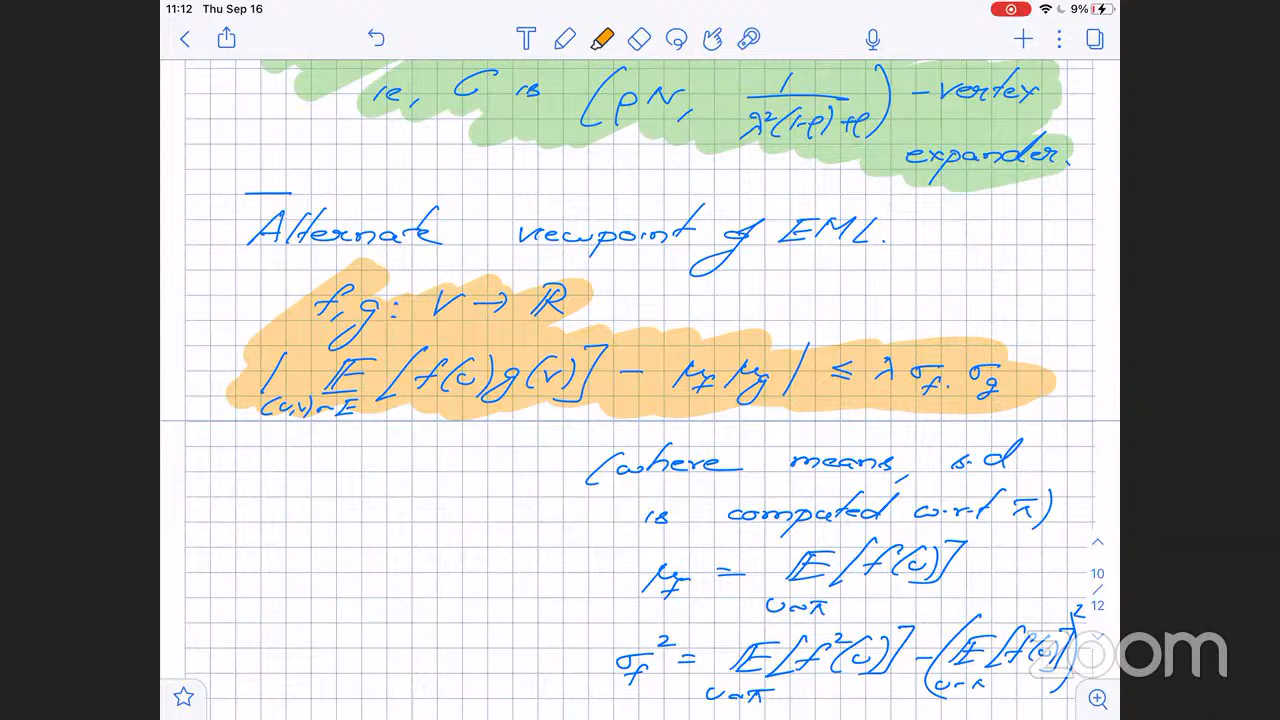 11:12 Thu Sep 16 9%
ie, G is (ρN, 1/(λ²(1-ρ)+ρ)) - vertex
expander.
Alternate viewpoint of EML.
f,g: V → ℝ
| 𝔼_{(u,v)~E} [f(u)g(v)] - μ_f μ_g | ≤ λ σ_f · σ_g
(where means, s.d
is computed w.r.t π)
μ_f = 𝔼_{u~π} [f(u)]
σ_f² = 𝔼_{u~π} [f²(u)] - (𝔼_{u~π} [f(u)])²
10
/
12
zoom